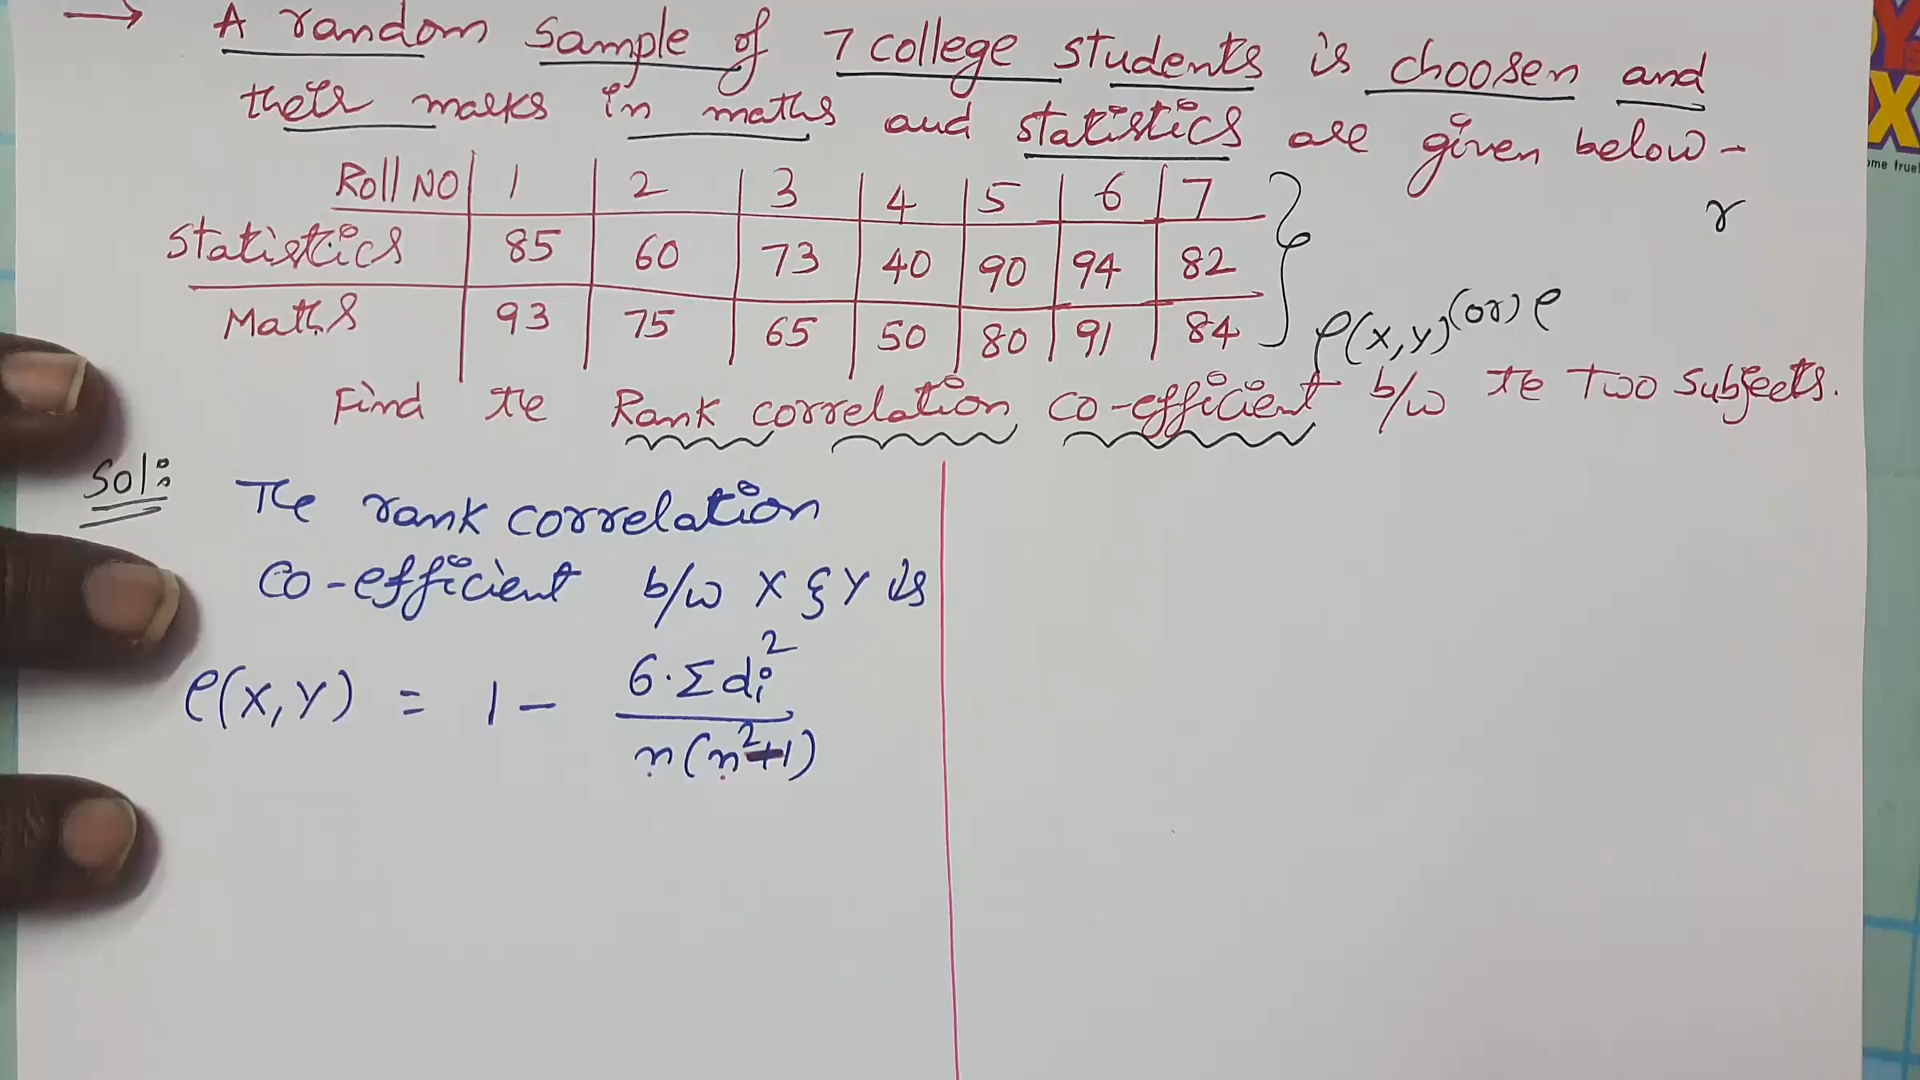 → A random sample of 7 college students is choosen and
their marks in maths and statistics are given below -
Roll NO 1 2 3 4 5 6 7
Statistics 85 60 73 40 90 94 82
Maths 93 75 65 50 80 91 84
r
ρ(x,y) (or) ρ
Find the Rank correlation co-efficient b/w the two subjects.
Sol:
The rank correlation
co-efficient b/w X & Y is
ρ(X,Y) = 1 - 6·Σdi² / n(n²-1)
me true!